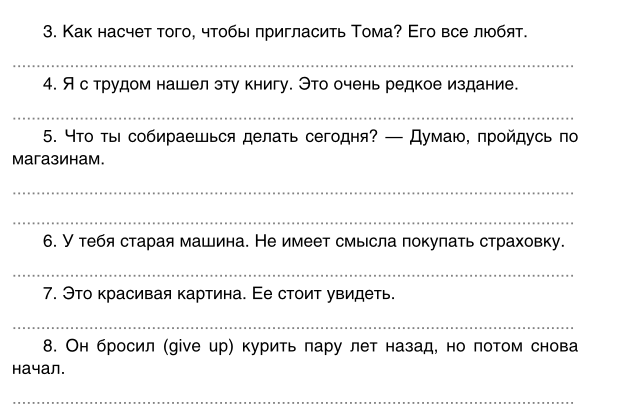 3. Как насчет того, чтобы пригласить Тома? Его все любят.
4. Я с трудом нашел эту книгу. Это очень редкое издание.
5. Что ты собираешься делать сегодня? — Думаю, пройдусь по
магазинам.
6. У тебя старая машина. Не имеет смысла покупать страховку.
7. Это красивая картина. Ее стоит увидеть.
8. Он бросил (give up) курить пару лет назад, но потом снова
начал.